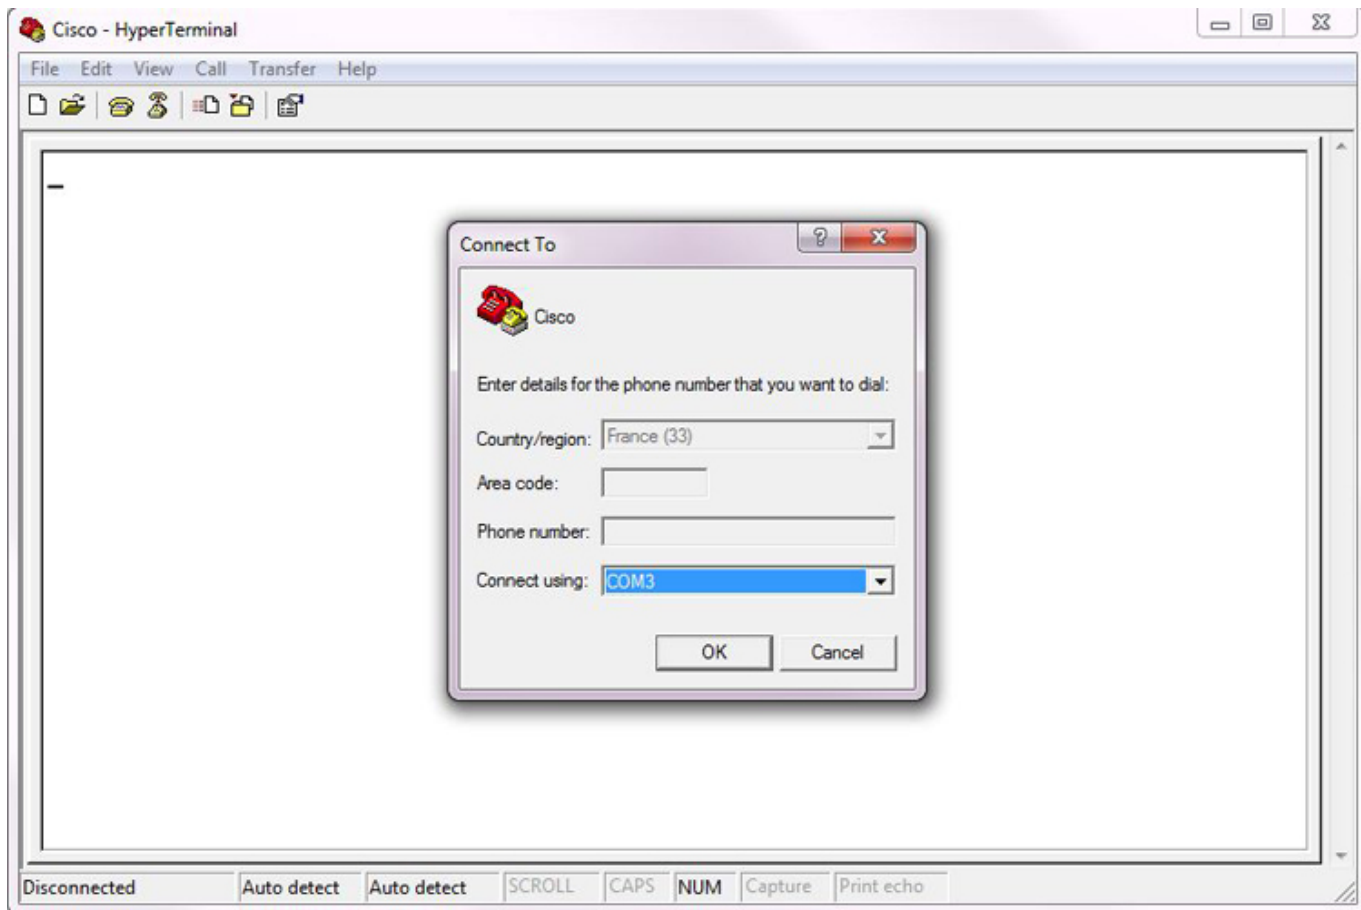 Cisco - HyperTerminal
File Edit View Call Transfer Help
Connect To
Cisco
Enter details for the phone number that you want to dial:
Country/region: France (33)
Area code:
Phone number:
Connect using: COM3
OK Cancel
Disconnected Auto detect Auto detect SCROLL CAPS NUM Capture Print echo